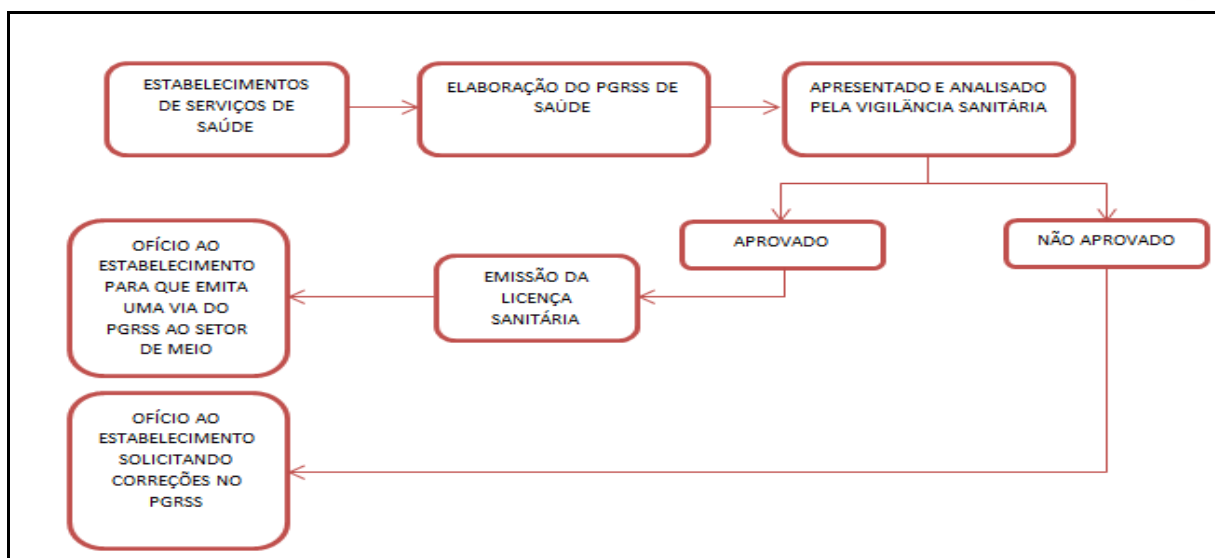 ESTABELECIMENTOS
DE SERVIÇOS DE
SAÚDE
ELABORAÇÃO DO PGRSS DE
SAÚDE
APRESENTADO E ANALISADO
PELA VIGILÂNCIA SANITÁRIA
APROVADO
NÃO APROVADO
EMISSÃO DA
LICENÇA
SANITÁRIA
OFÍCIO AO
ESTABELECIMENTO
PARA QUE EMITA
UMA VIA DO
PGRSS AO SETOR
DE MEIO
OFÍCIO AO
ESTABELECIMENTO
SOLICITANDO
CORREÇÕES NO
PGRSS